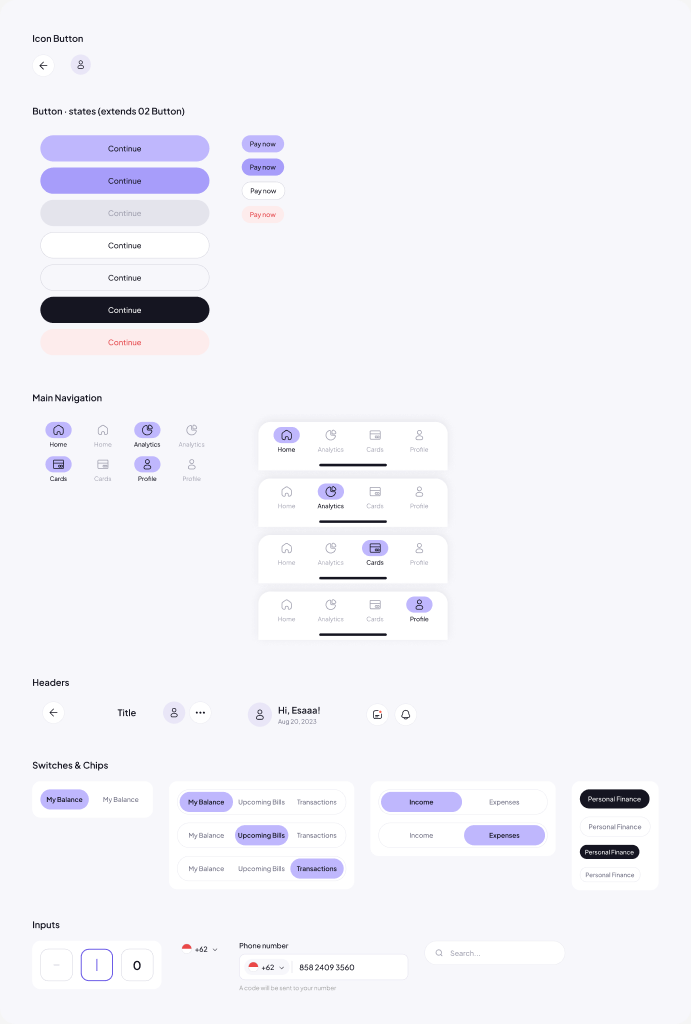 Icon Button
Button · states (extends 02 Button)
Continue
Pay now
Continue
Pay now
Continue
Pay now
Continue
Pay now
Continue
Continue
Continue
Main Navigation
Home Home Analytics Analytics
Cards Cards Profile Profile
Home Analytics Cards Profile
Home Analytics Cards Profile
Home Analytics Cards Profile
Home Analytics Cards Profile
Headers
Title
Hi, Esaaa!
Aug 20, 2023
Switches & Chips
My Balance My Balance
My Balance Upcoming Bills Transactions
My Balance Upcoming Bills Transactions
My Balance Upcoming Bills Transactions
Income Expenses
Income Expenses
Personal Finance
Personal Finance
Personal Finance
Personal Finance
Inputs
– | 0
+62
Phone number
+62 858 2409 3560
A code will be sent to your number
Search...